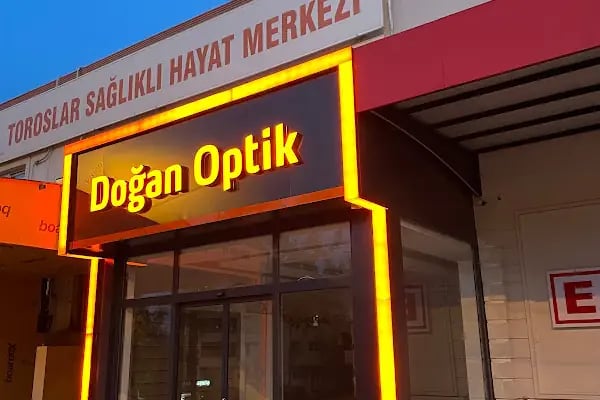 TOROSLAR SAĞLIKLI HAYAT MERKEZİ
Doğan Optik
E